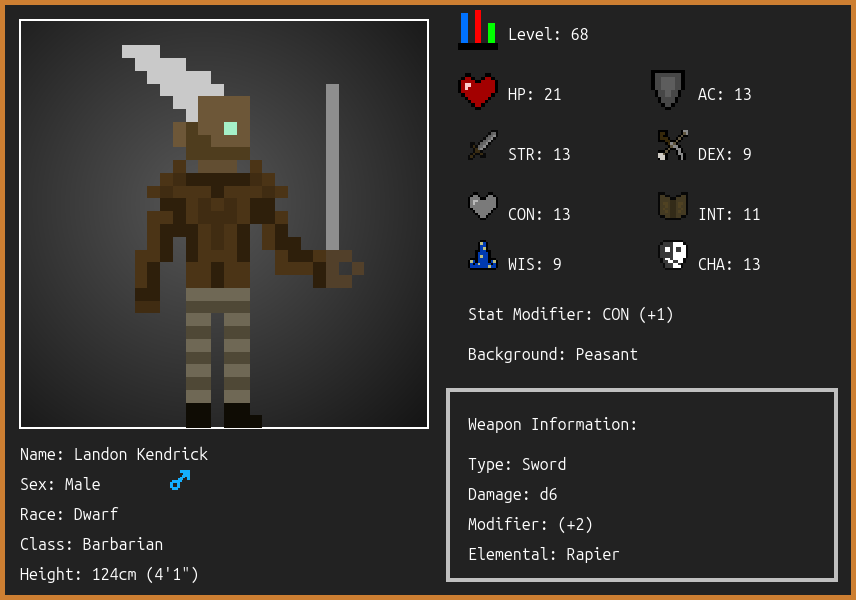 Level: 68
HP: 21
AC: 13
STR: 13
DEX: 9
CON: 13
INT: 11
WIS: 9
CHA: 13
Stat Modifier: CON (+1)
Background: Peasant
Weapon Information:
Type: Sword
Damage: d6
Modifier: (+2)
Elemental: Rapier
Name: Landon Kendrick
Sex: Male
Race: Dwarf
Class: Barbarian
Height: 124cm (4'1")